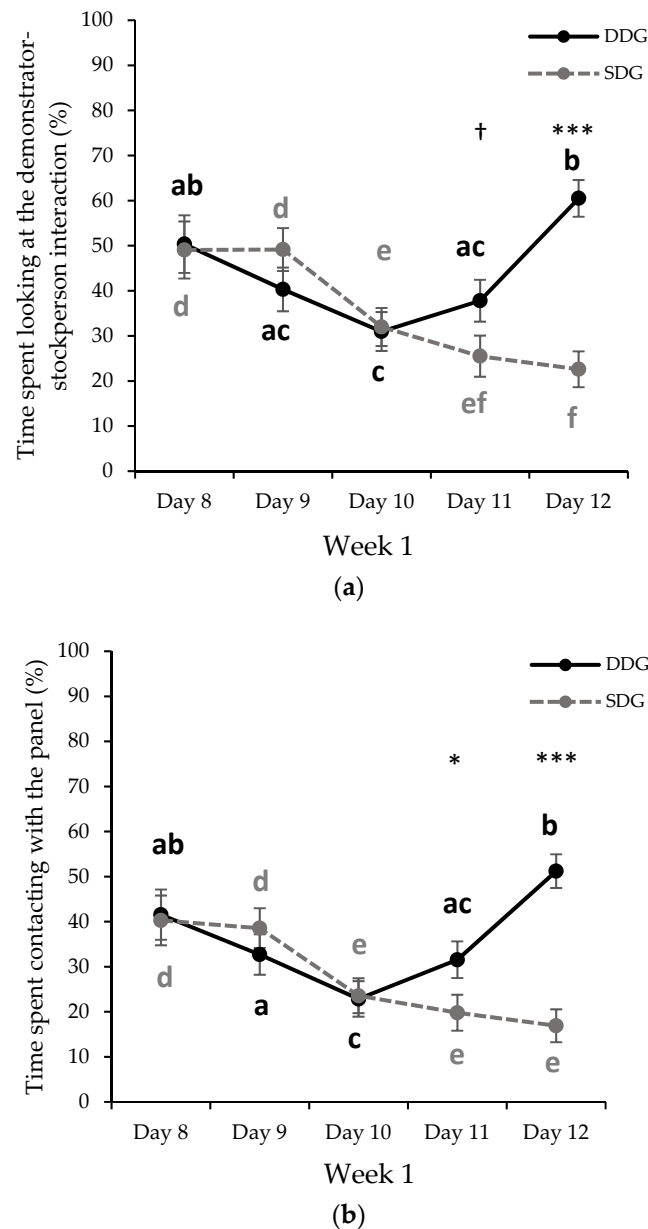 100
90
80
70
60
50
40
30
20
10
0
Time spent looking at the demonstrator-
stockperson interaction (%)
DDG
SDG
† ***
ab d e ac b
d ac c ef f
Day 8 Day 9 Day 10 Day 11 Day 12
Week 1
(a)
100
90
80
70
60
50
40
30
20
10
0
Time spent contacting with the panel (%)
DDG
SDG
* ***
ab d e ac b
d a c e e
Day 8 Day 9 Day 10 Day 11 Day 12
Week 1
(b)